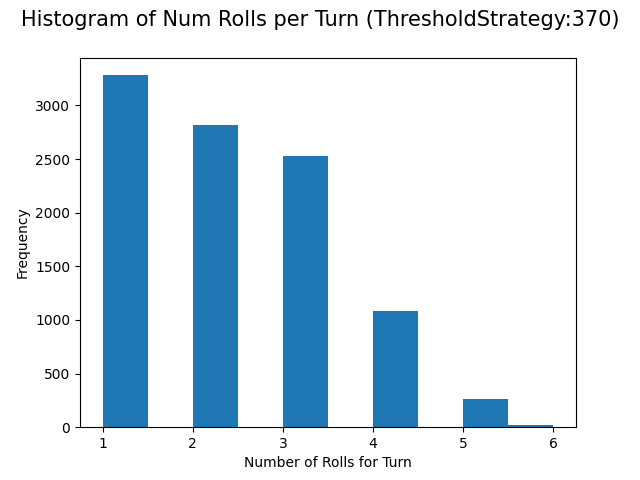 Histogram of Num Rolls per Turn (ThresholdStrategy:370)
3000
2500
2000
1500
1000
500
0
Frequency
1 2 3 4 5 6
Number of Rolls for Turn